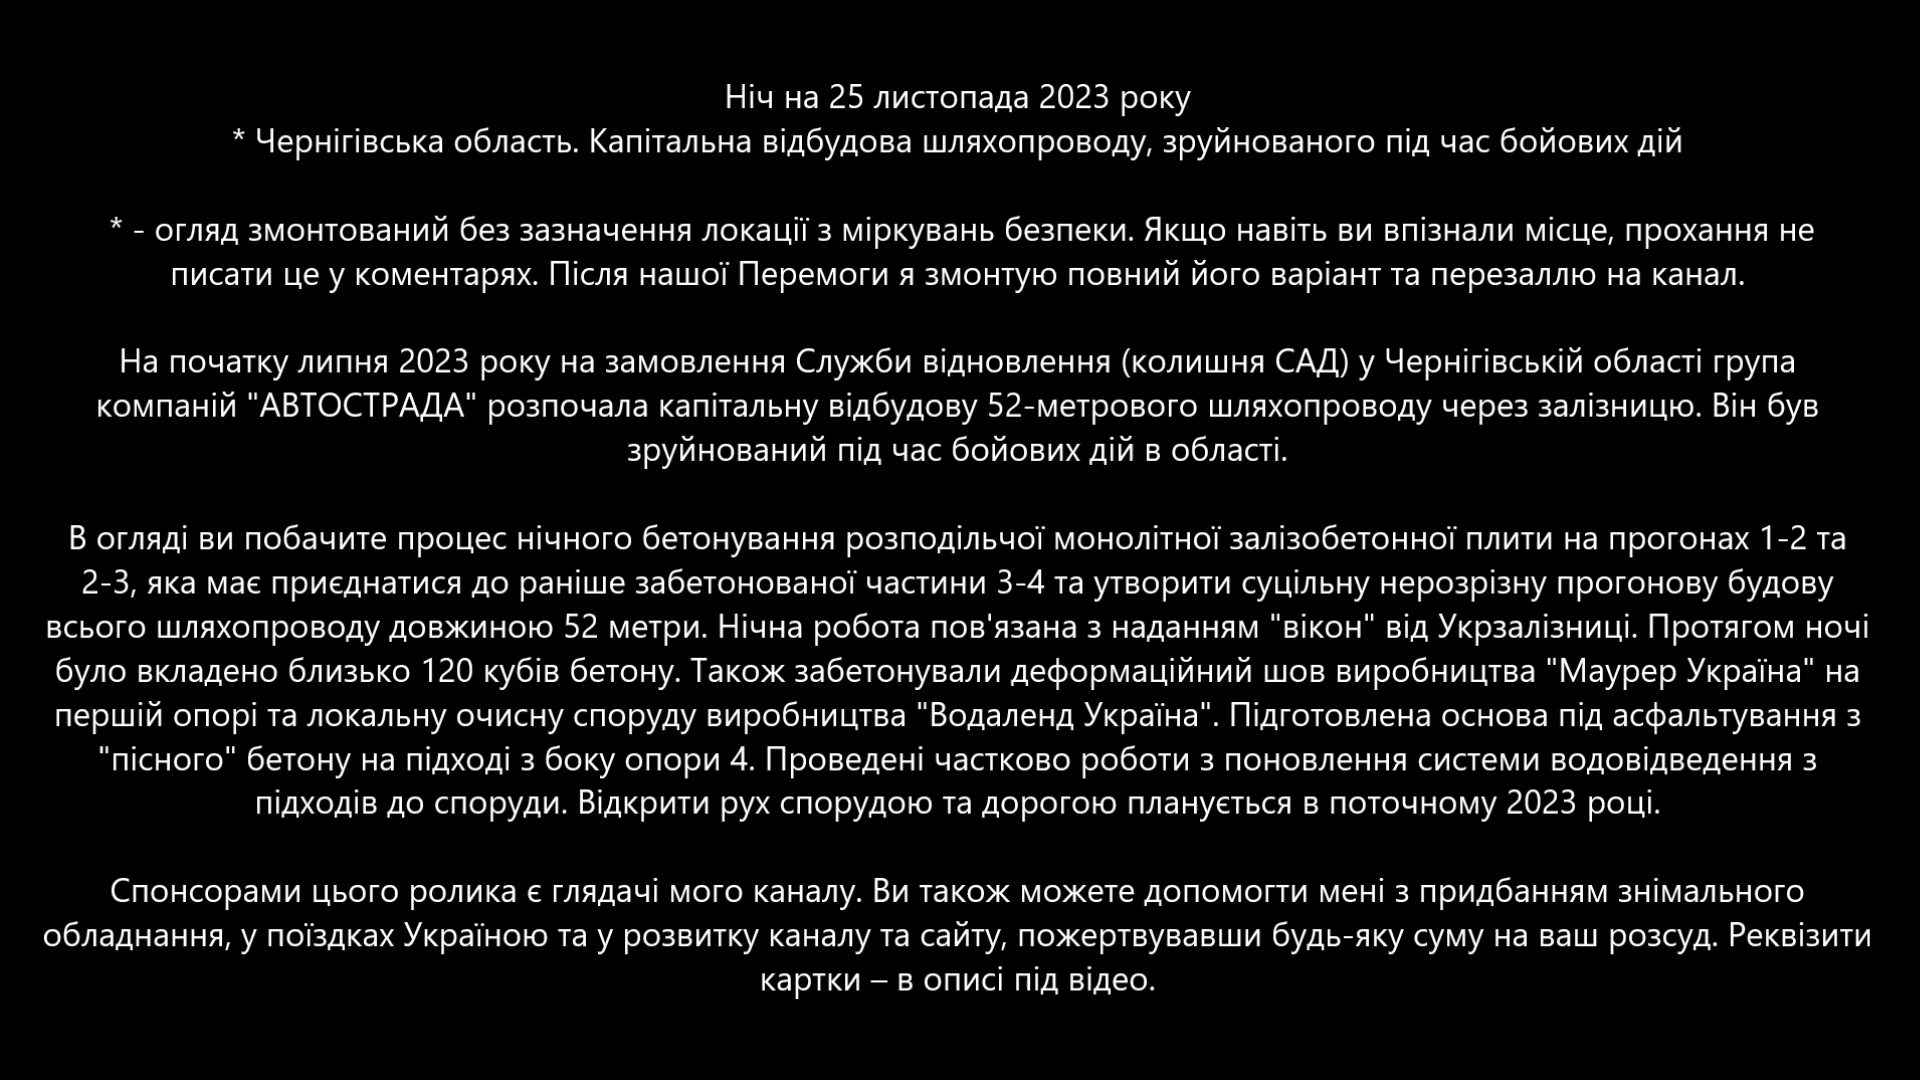 Ніч на 25 листопада 2023 року
* Чернігівська область. Капітальна відбудова шляхопроводу, зруйнованого під час бойових дій
* - огляд змонтований без зазначення локації з міркувань безпеки. Якщо навіть ви впізнали місце, прохання не
писати це у коментарях. Після нашої Перемоги я змонтую повний його варіант та перезаллю на канал.
На початку липня 2023 року на замовлення Служби відновлення (колишня САД) у Чернігівській області група
компаній "АВТОСТРАДА" розпочала капітальну відбудову 52-метрового шляхопроводу через залізницю. Він був
зруйнований під час бойових дій в області.
В огляді ви побачите процес нічного бетонування розподільчої монолітної залізобетонної плити на прогонах 1-2 та
2-3, яка має приєднатися до раніше забетонованої частини 3-4 та утворити суцільну нерозрізну прогонову будову
всього шляхопроводу довжиною 52 метри. Нічна робота пов'язана з наданням "вікон" від Укрзалізниці. Протягом ночі
було вкладено близько 120 кубів бетону. Також забетонували деформаційний шов виробництва "Маурер Україна" на
першій опорі та локальну очисну споруду виробництва "Водаленд Україна". Підготовлена основа під асфальтування з
"пісного" бетону на підході з боку опори 4. Проведені частково роботи з поновлення системи водовідведення з
підходів до споруди. Відкрити рух спорудою та дорогою планується в поточному 2023 році.
Спонсорами цього ролика є глядачі мого каналу. Ви також можете допомогти мені з придбанням знімального
обладнання, у поїздках Україною та у розвитку каналу та сайту, пожертвувавши будь-яку суму на ваш розсуд. Реквізити
картки – в описі під відео.